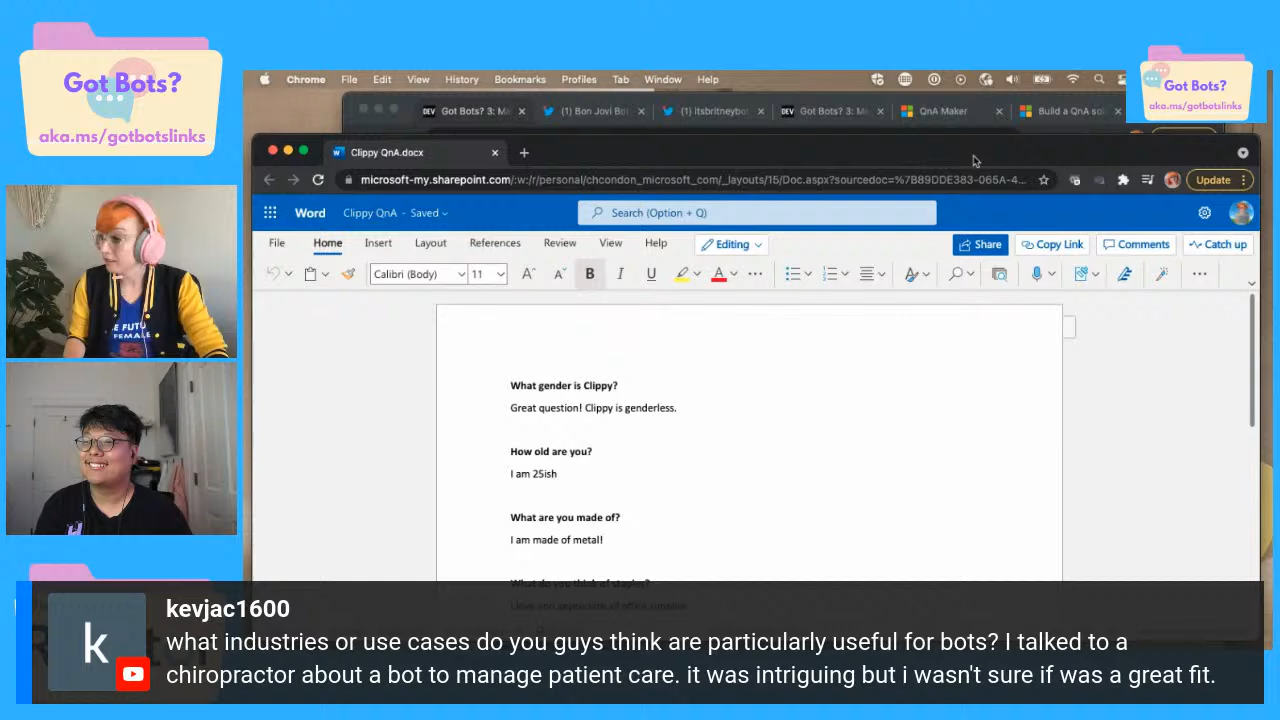 Got Bots?
aka.ms/gotbotslinks
Chrome File Edit View History Bookmarks Profiles Tab Window Help
Got Bots?
aka.ms/gotbotslinks
Got Bots? 3: M
(1) Bon Jovi Bo
(1) itsbritneybot
Got Bots? 3: M
QnA Maker
Build a QnA so
Clippy QnA.docx
microsoft-my.sharepoint.com/:w:/r/personal/chcondon_microsoft_com/_layouts/15/Doc.aspx?sourcedoc=%7B89DDE383-065A-4...
Update
Word
Clippy QnA - Saved
Search (Option + Q)
File Home Insert Layout References Review View Help
Editing
Share
Copy Link
Comments
Catch up
Calibri (Body)
11
B I U
What gender is Clippy?
Great question! Clippy is genderless.
How old are you?
I am 25ish
What are you made of?
I am made of metal!
FEMALE
k
kevjac1600
what industries or use cases do you guys think are particularly useful for bots? I talked to a
chiropractor about a bot to manage patient care. it was intriguing but i wasn't sure if was a great fit.